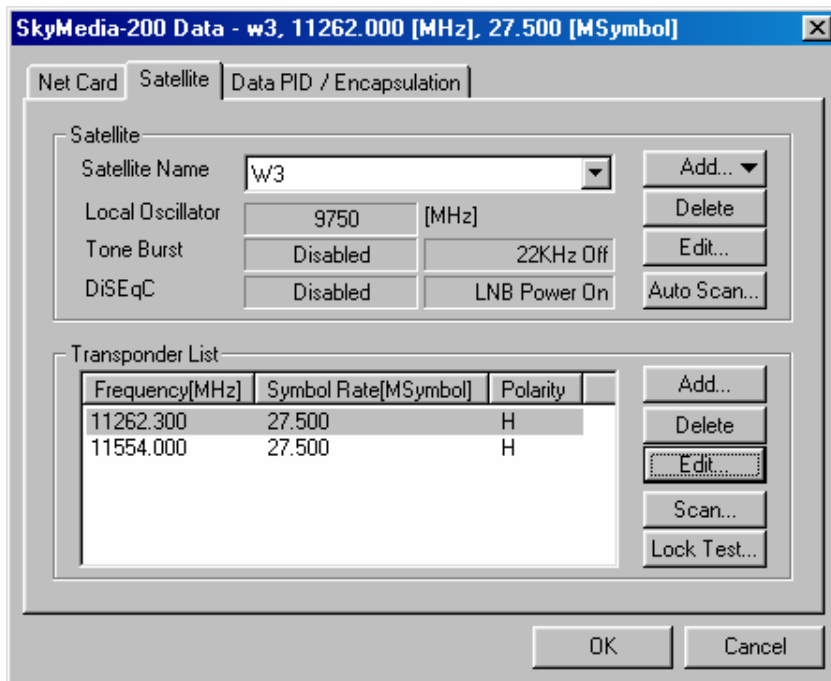 SkyMedia-200 Data - w3, 11262.000 [MHz], 27.500 [MSymbol]
Net Card Satellite Data PID / Encapsulation
Satellite
Satellite Name W3 Add...
Local Oscillator 9750 [MHz] Delete
Tone Burst Disabled 22KHz Off Edit...
DiSEqC Disabled LNB Power On Auto Scan...
Transponder List
Frequency[MHz] Symbol Rate[MSymbol] Polarity Add...
11262.300 27.500 H Delete
11554.000 27.500 H Edit...
Scan...
Lock Test...
OK Cancel